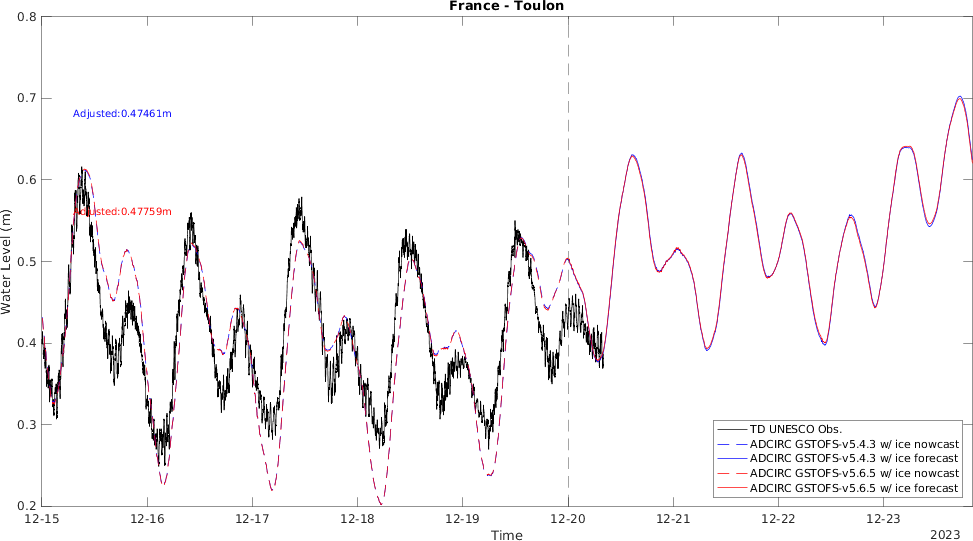 France - Toulon
0.8
0.7
0.6
0.5
0.4
0.3
0.2
Water Level (m)
Adjusted:0.47461m
Adjusted:0.47759m
TD UNESCO Obs.
ADCIRC GSTOFS-v5.4.3 w/ ice nowcast
ADCIRC GSTOFS-v5.4.3 w/ ice forecast
ADCIRC GSTOFS-v5.6.5 w/ ice nowcast
ADCIRC GSTOFS-v5.6.5 w/ ice forecast
12-15 12-16 12-17 12-18 12-19 12-20 12-21 12-22 12-23
Time
2023